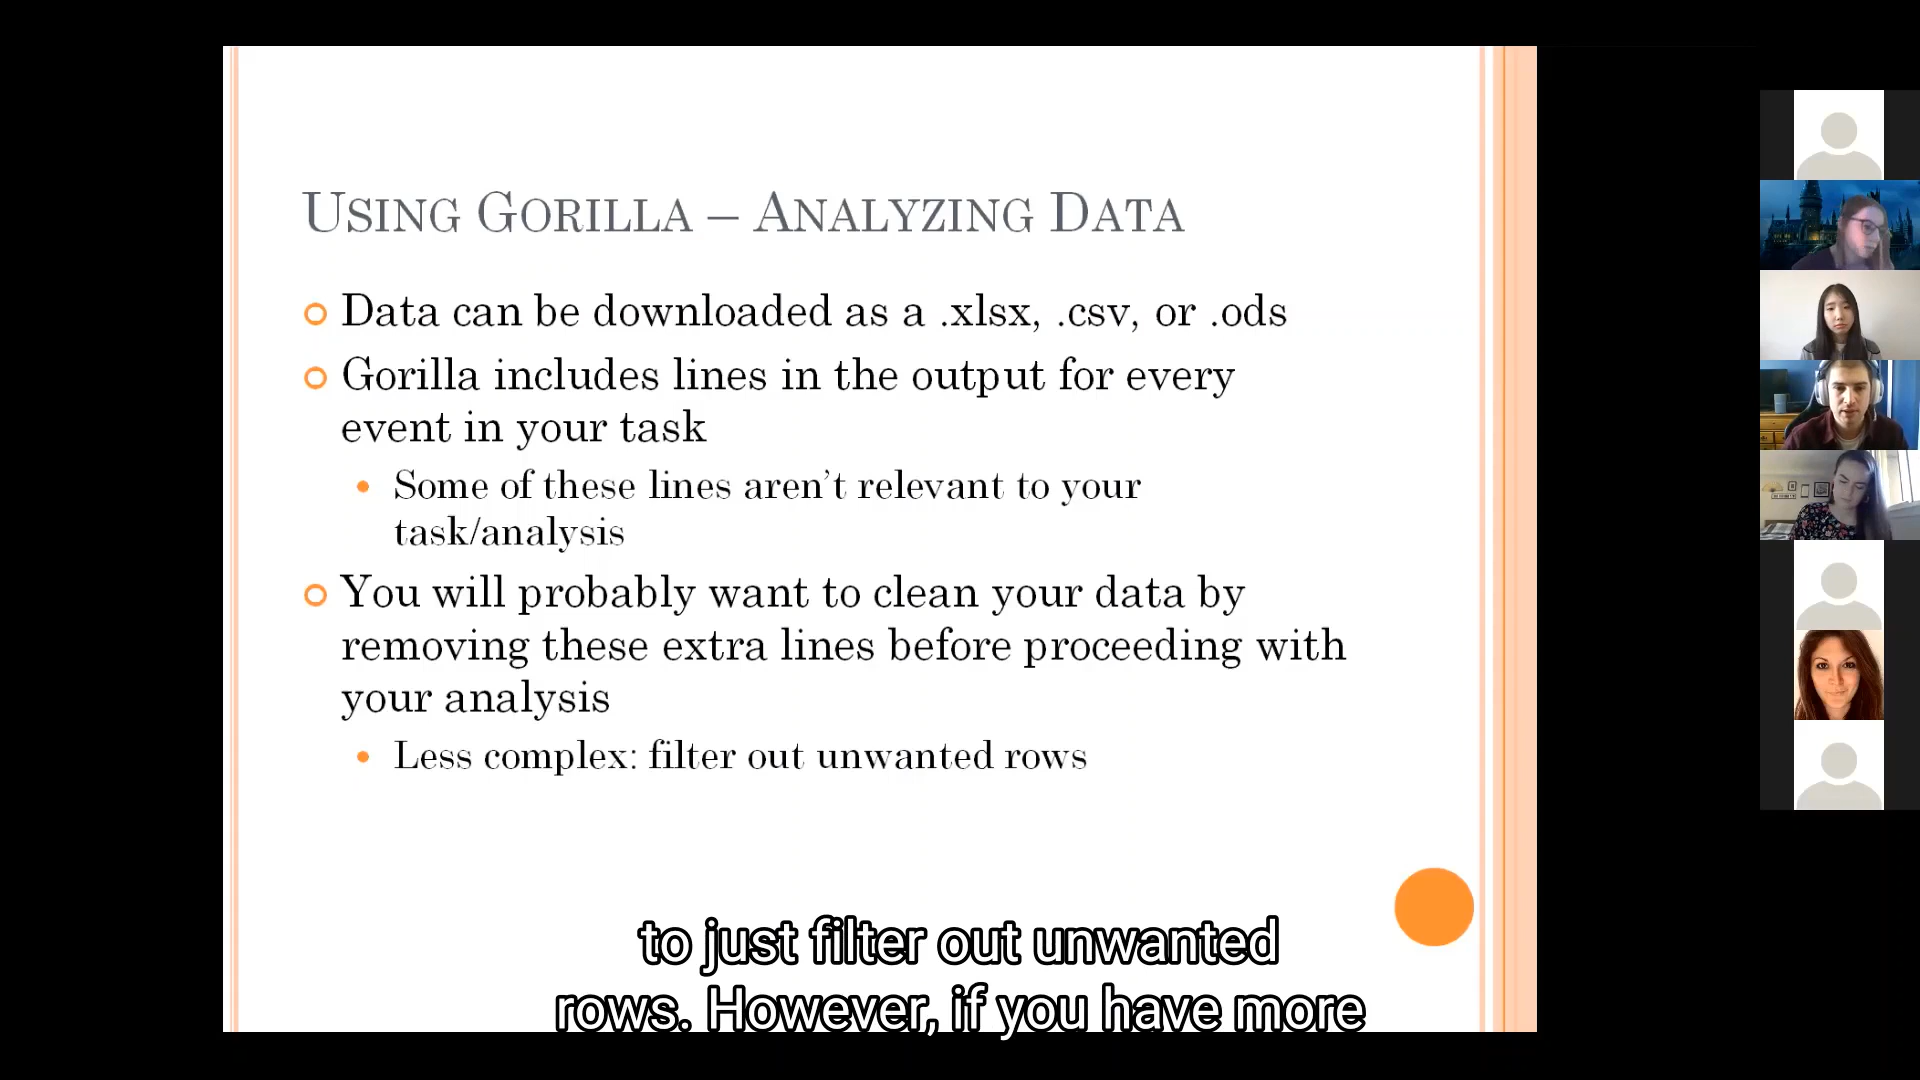 USING GORILLA – ANALYZING DATA
Data can be downloaded as a .xlsx, .csv, or .ods
Gorilla includes lines in the output for every
event in your task
Some of these lines aren't relevant to your
task/analysis
You will probably want to clean your data by
removing these extra lines before proceeding with
your analysis
Less complex: filter out unwanted rows
to just filter out unwanted
rows. However, if you have more